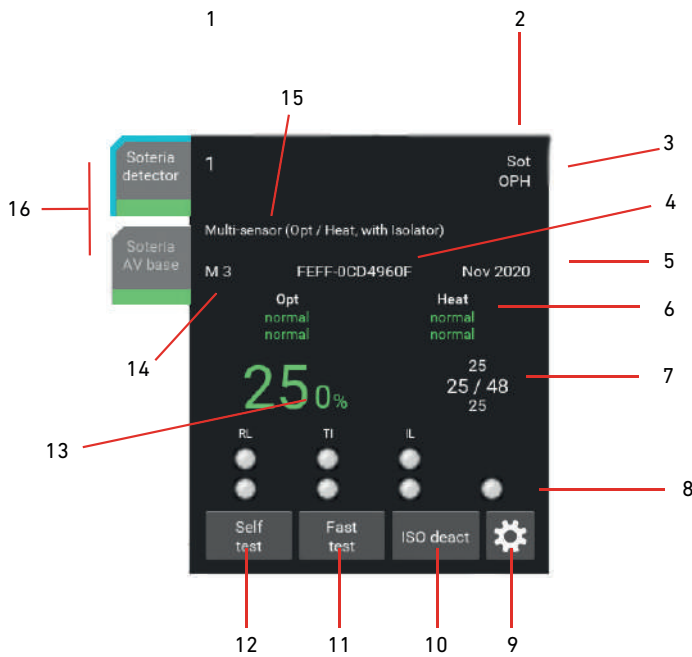 1
2
15
3
Soteria
detector
1
Sot
OPH
4
16
Multi-sensor (Opt / Heat, with Isolator)
Soteria
AV base
5
M 3
FEFF-0CD4960F
Nov 2020
Opt
Heat
6
normal
normal
normal
normal
14
25
7
25 0%
25 / 48
25
13
RL
TI
IL
8
Self
test
Fast
test
ISO deact
12
11
10
9